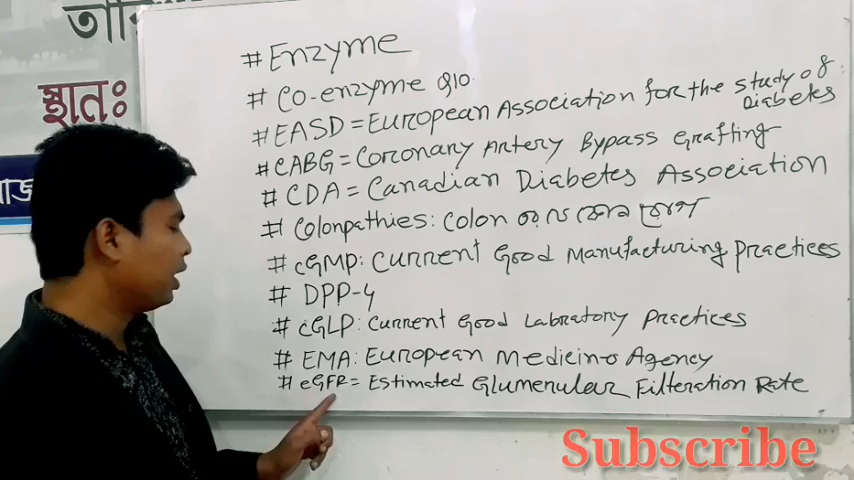 স্থান:
# Enzyme
# Co-enzyme Q10
# EASD = European Association for the study of Diabetes
# CABG = Coronary Artery Bypass Grafting
# CDA = Canadian Diabetes Association
# Colonpathies: Colon
# cGMP: Current Good Manufacturing Practices
# DPP-4
# cGLP: Current Good Labratory Practices
# EMA: European Medicine Agency
# eGFR = Estimated Glumerular Filteration Rate
Subscribe